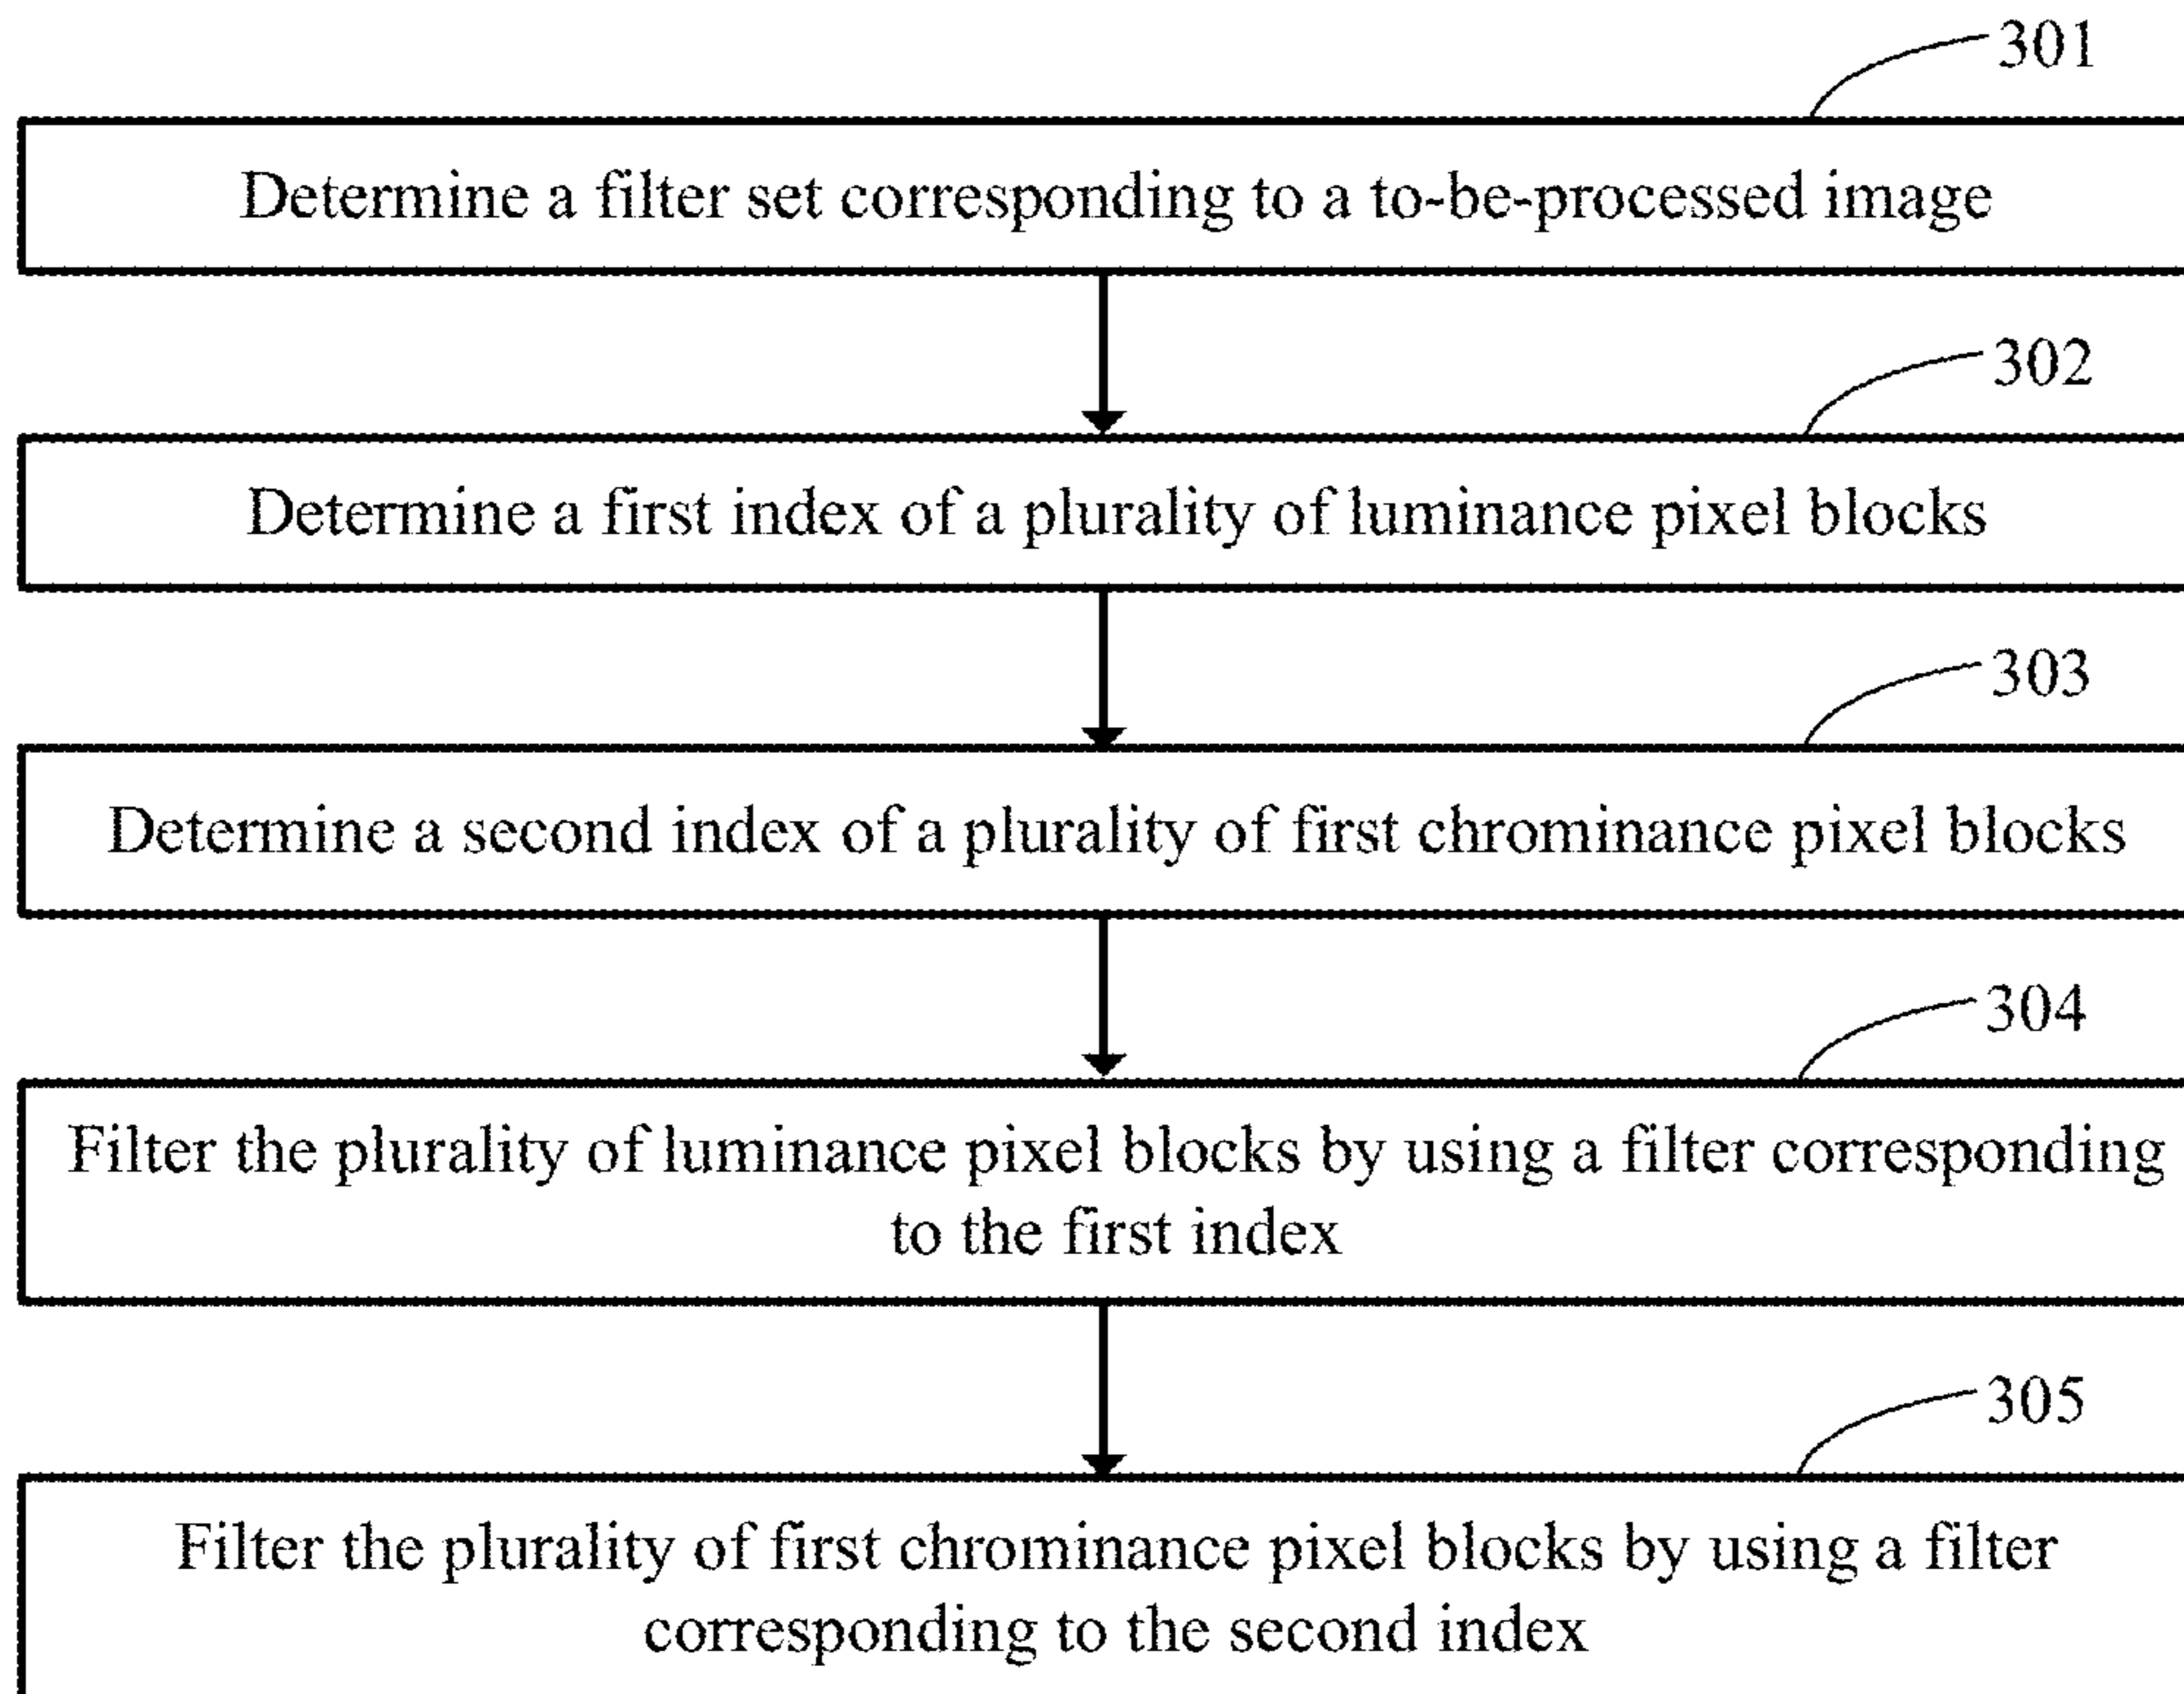 301
Determine a filter set corresponding to a to-be-processed image
302
Determine a first index of a plurality of luminance pixel blocks
303
Determine a second index of a plurality of first chrominance pixel blocks
304
Filter the plurality of luminance pixel blocks by using a filter corresponding
to the first index
305
Filter the plurality of first chrominance pixel blocks by using a filter
corresponding to the second index